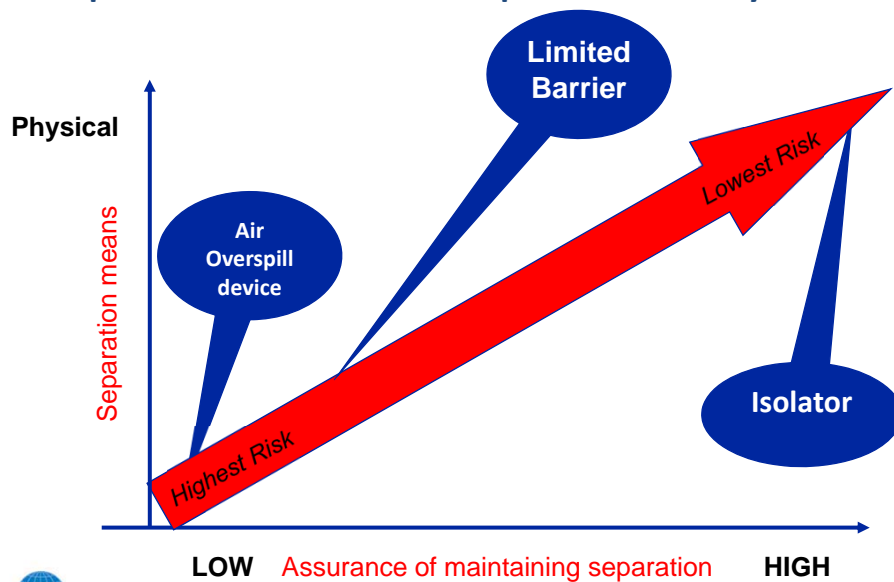 Limited
Barrier
Physical
Lowest Risk
Air
Overspill
device
Separation means
Isolator
Highest Risk
LOW Assurance of maintaining separation HIGH